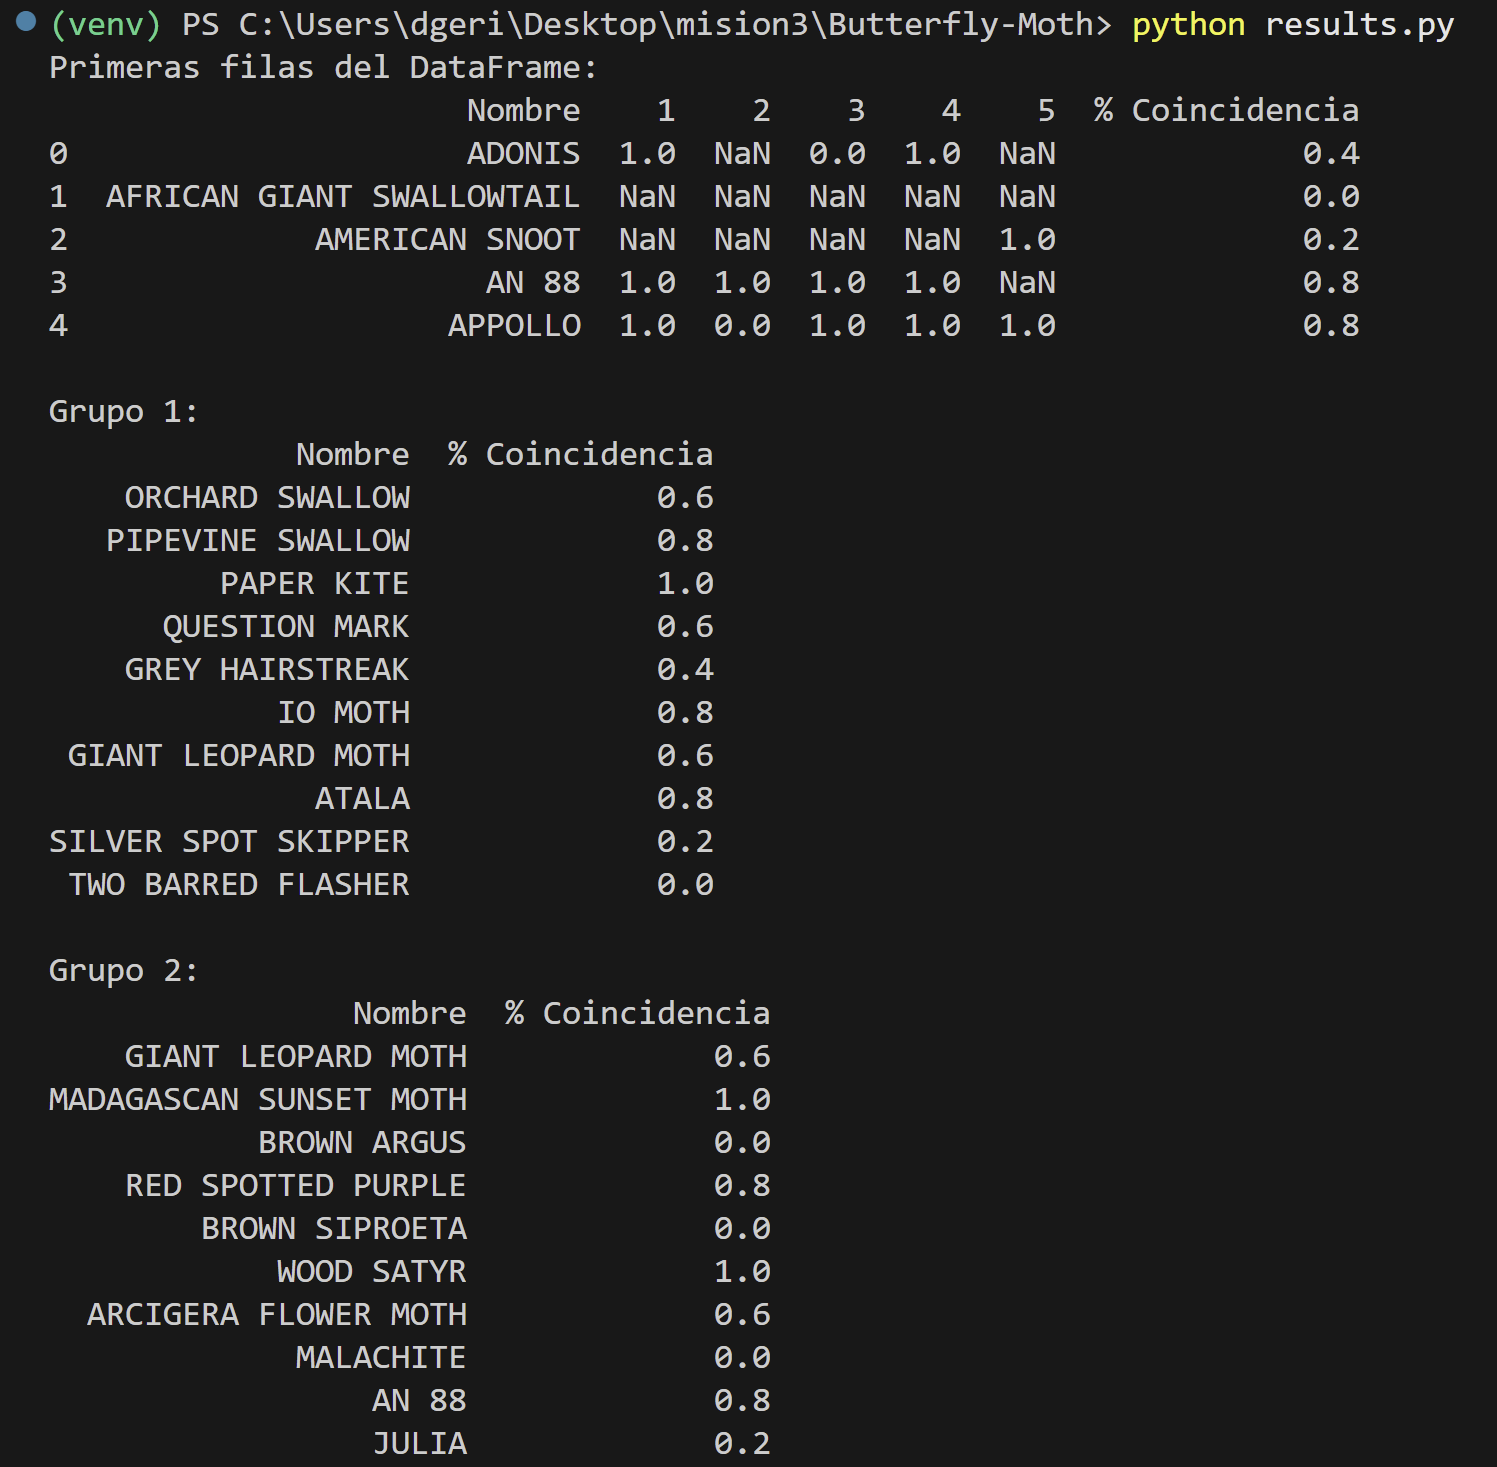 (venv) PS C:\Users\dgeri\Desktop\mision3\Butterfly-Moth> python results.py
Primeras filas del DataFrame:
Nombre 1 2 3 4 5 % Coincidencia
0 ADONIS 1.0 NaN 0.0 1.0 NaN 0.4
1 AFRICAN GIANT SWALLOWTAIL NaN NaN NaN NaN NaN 0.0
2 AMERICAN SNOOT NaN NaN NaN NaN 1.0 0.2
3 AN 88 1.0 1.0 1.0 1.0 NaN 0.8
4 APPOLLO 1.0 0.0 1.0 1.0 1.0 0.8
Grupo 1:
Nombre % Coincidencia
ORCHARD SWALLOW 0.6
PIPEVINE SWALLOW 0.8
PAPER KITE 1.0
QUESTION MARK 0.6
GREY HAIRSTREAK 0.4
IO MOTH 0.8
GIANT LEOPARD MOTH 0.6
ATALA 0.8
SILVER SPOT SKIPPER 0.2
TWO BARRED FLASHER 0.0
Grupo 2:
Nombre % Coincidencia
GIANT LEOPARD MOTH 0.6
MADAGASCAN SUNSET MOTH 1.0
BROWN ARGUS 0.0
RED SPOTTED PURPLE 0.8
BROWN SIPROETA 0.0
WOOD SATYR 1.0
ARCIGERA FLOWER MOTH 0.6
MALACHITE 0.0
AN 88 0.8
JULIA 0.2